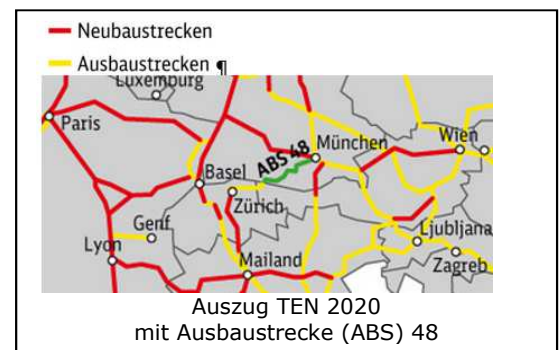 Neubaustrecken
Ausbaustrecken ¶
Luxemburg
Paris
München
Wien
ABS 48
Basel
Zürich
Genf
Ljubljana
Lyon
Mailand
Zagreb
Auszug TEN 2020
mit Ausbaustrecke (ABS) 48